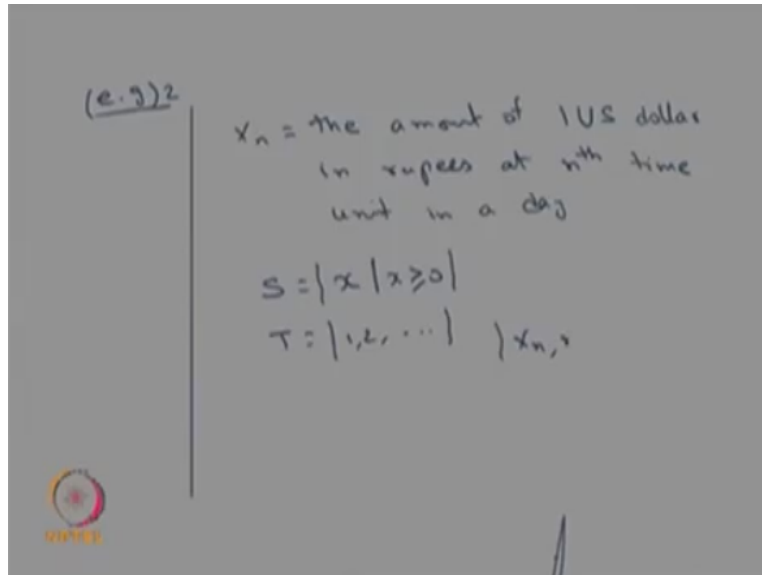 (e.g) 2
Xn = the amount of 1 US dollar
in rupees at nth time
unit in a day
S = {x | x ≥ 0}
T = {1, 2, ...} {Xn,
NPTEL